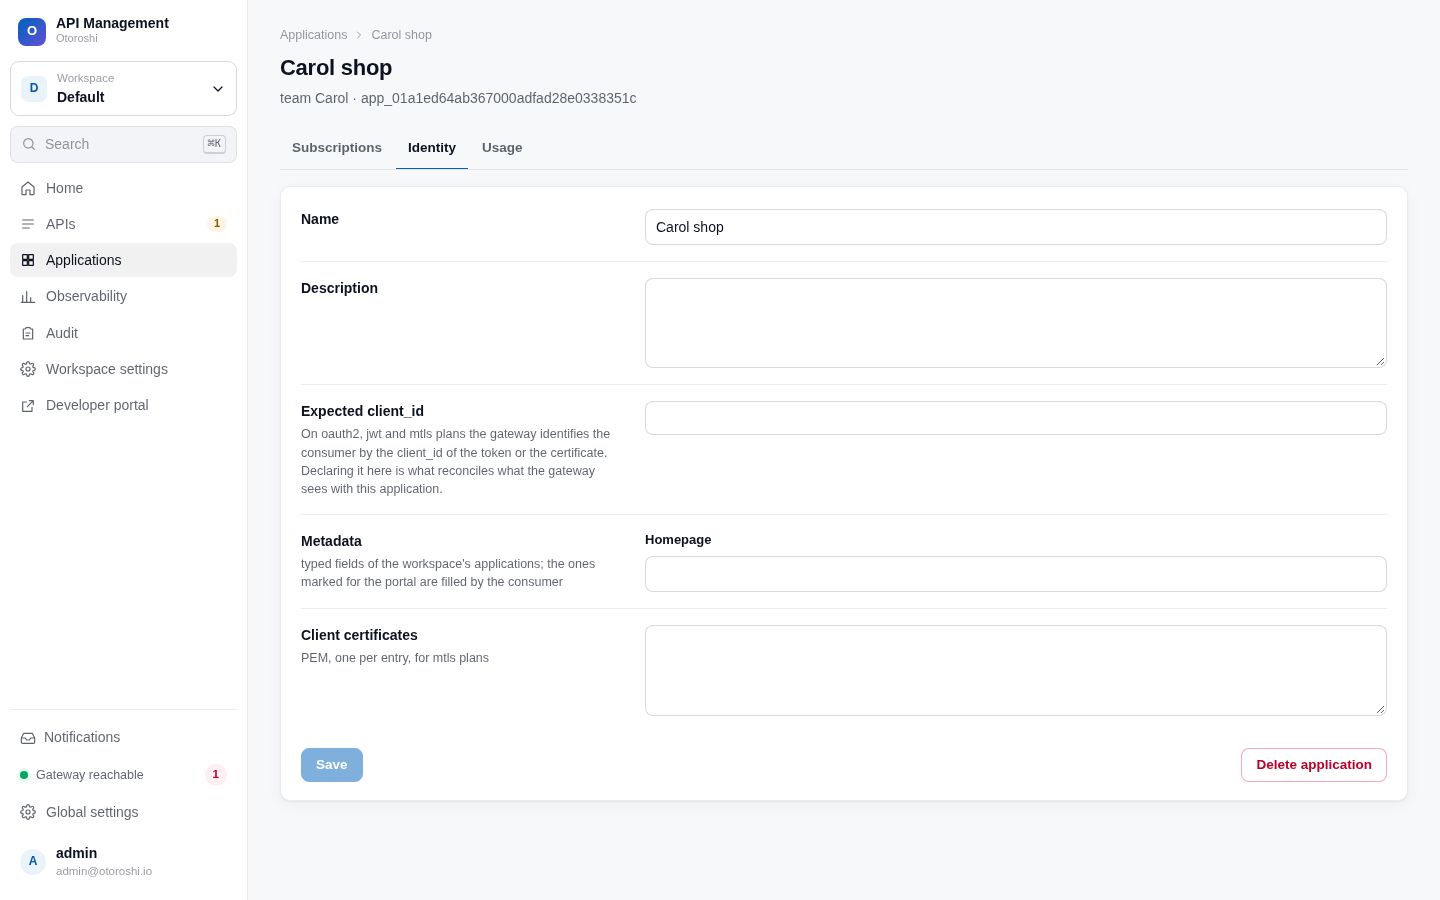 O
API Management
Otoroshi
D
Workspace
Default
Search
⌘K
Home
APIs
1
Applications
Observability
Audit
Workspace settings
Developer portal
Notifications
Gateway reachable
1
Global settings
A
admin
admin@otoroshi.io
Applications
Carol shop
Carol shop
team Carol · app_01a1ed64ab367000adfad28e0338351c
Subscriptions
Identity
Usage
Name
Carol shop
Description
Expected client_id
On oauth2, jwt and mtls plans the gateway identifies the
consumer by the client_id of the token or the certificate.
Declaring it here is what reconciles what the gateway
sees with this application.
Metadata
typed fields of the workspace's applications; the ones
marked for the portal are filled by the consumer
Homepage
Client certificates
PEM, one per entry, for mtls plans
Save
Delete application